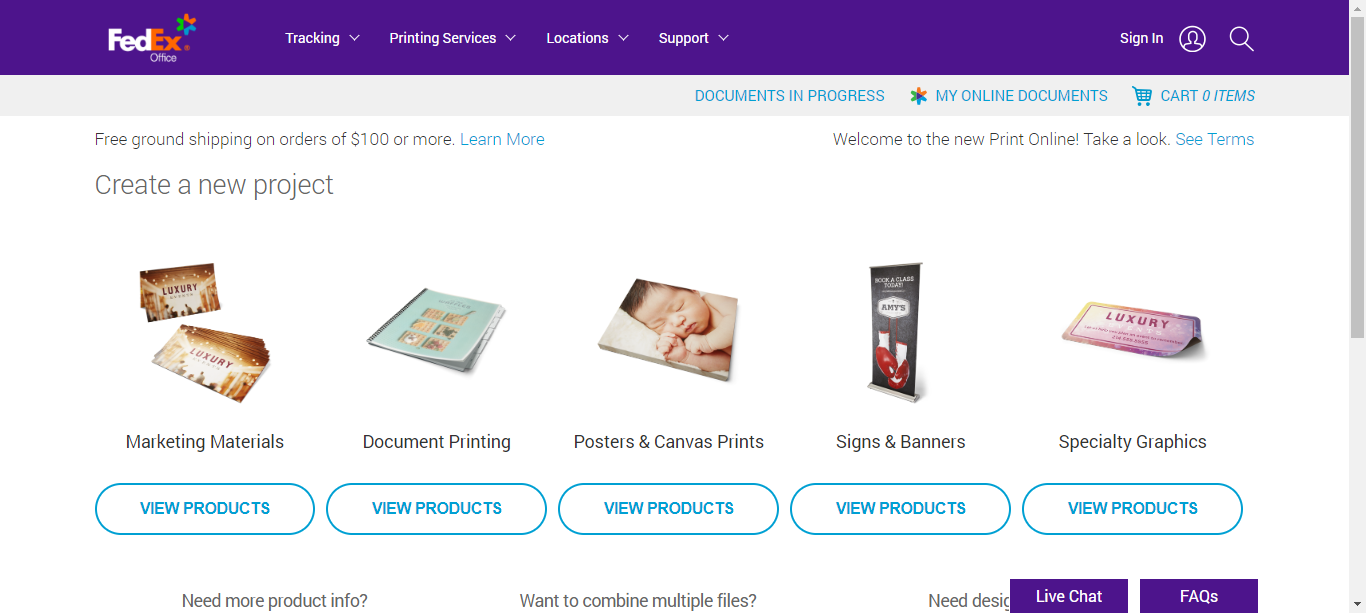 FedEx
Office
Tracking
Printing Services
Locations
Support
Sign In
DOCUMENTS IN PROGRESS
MY ONLINE DOCUMENTS
CART 0 ITEMS
Free ground shipping on orders of $100 or more. Learn More
Welcome to the new Print Online! Take a look. See Terms
Create a new project
LUXURY
EVENTS
LUXURY
BOOK A CLASS
TODAY!
AMY'S
LUXURY
EVENTS
Marketing Materials
Document Printing
Posters & Canvas Prints
Signs & Banners
Specialty Graphics
VIEW PRODUCTS
VIEW PRODUCTS
VIEW PRODUCTS
VIEW PRODUCTS
VIEW PRODUCTS
Need more product info?
Want to combine multiple files?
Need desig
Live Chat
FAQs